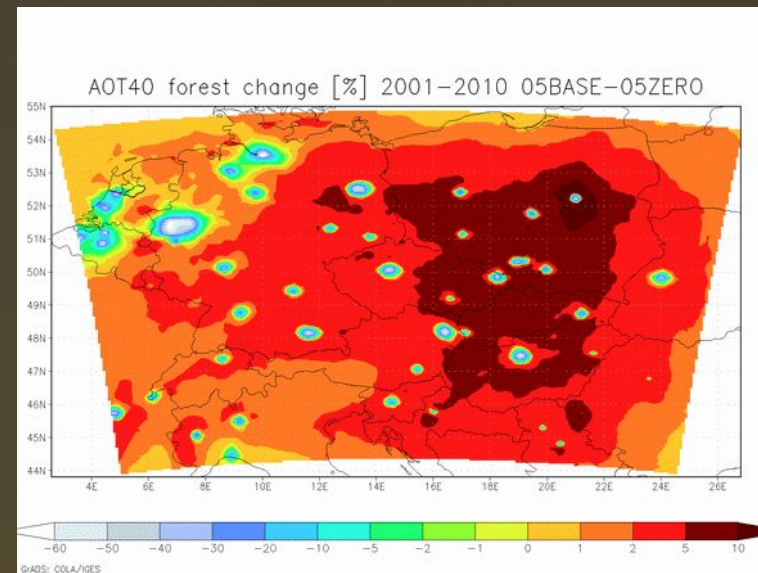 AOT40 forest change [%] 2001-2010 05BASE-05ZERO
55N
54N
53N
52N
51N
50N
49N
48N
47N
46N
45N
44N
4E 6E 8E 10E 12E 14E 16E 18E 20E 22E 24E 26E
-60 -50 -40 -30 -20 -10 -5 -2 -1 0 1 2 5 10
GrADS: COLA/IGES